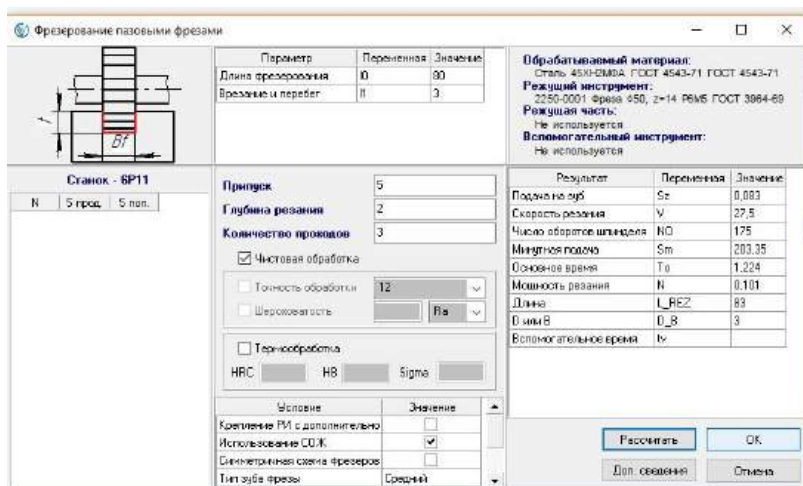 Фрезерование пазовыми фрезами
t
Bf
Параметр Переменная Значение
Длина фрезерования l0 80
Врезание и перебег l1 3
Обрабатываемый материал:
Сталь 45ХН2МФА ГОСТ 4543-71 ГОСТ 4543-71
Режущий инструмент:
2250-0001 Фреза ф50, z=14 Р6М5 ГОСТ 3964-69
Режущая часть:
Не используется
Вспомогательный инструмент:
Не используется
Станок - 6Р11
N S прод. S поп.
Припуск 5
Глубина резания 2
Количество проходов 3
Чистовая обработка
Точность обработки 12
Шероховатость Ra
Термообработка
HRC HB Sigma
Условие Значение
Крепление РИ с дополнительно
Использование СОЖ
Симметричная схема фрезеров
Тип зуба фрезы Средний
Результат Переменная Значение
Подача на зуб Sz 0,083
Скорость резания V 27,5
Число оборотов шпинделя NO 175
Минутная подача Sm 203.35
Основное время To 1.224
Мощность резания N 0.101
Длина L_REZ 83
D или B D_B 3
Вспомогательное время tv
Рассчитать OK
Доп. сведения Отмена